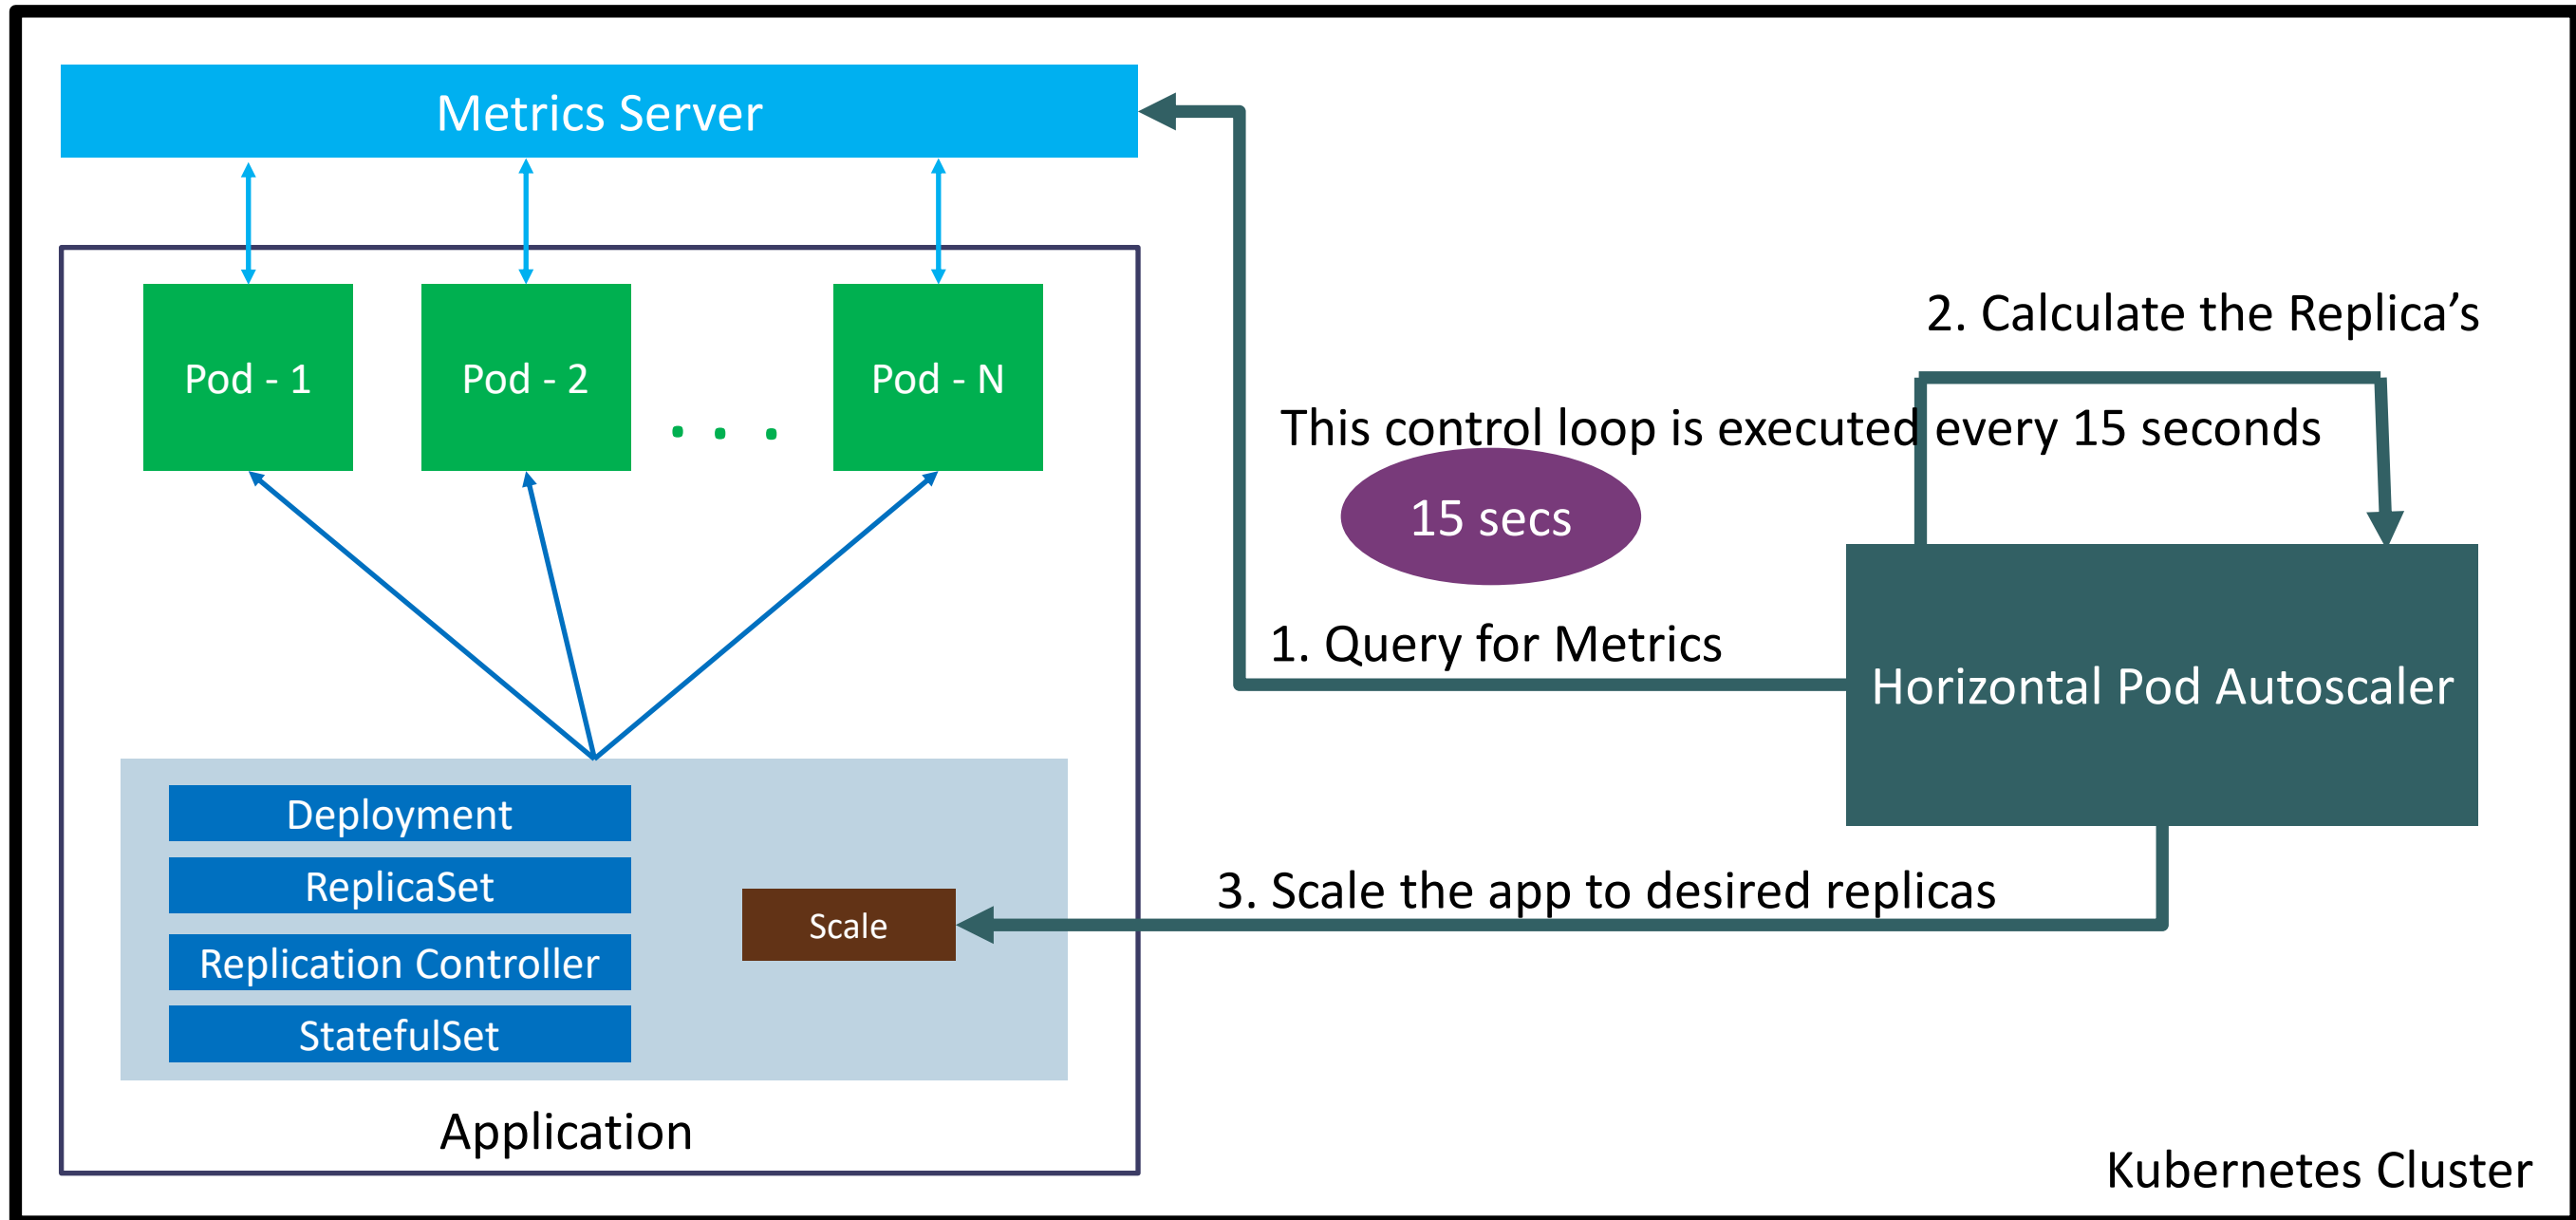 Metrics Server
Pod - 1
Pod - 2
. . .
Pod - N
Deployment
ReplicaSet
Replication Controller
StatefulSet
Scale
Application
2. Calculate the Replica’s
This control loop is executed every 15 seconds
15 secs
1. Query for Metrics
Horizontal Pod Autoscaler
3. Scale the app to desired replicas
Kubernetes Cluster